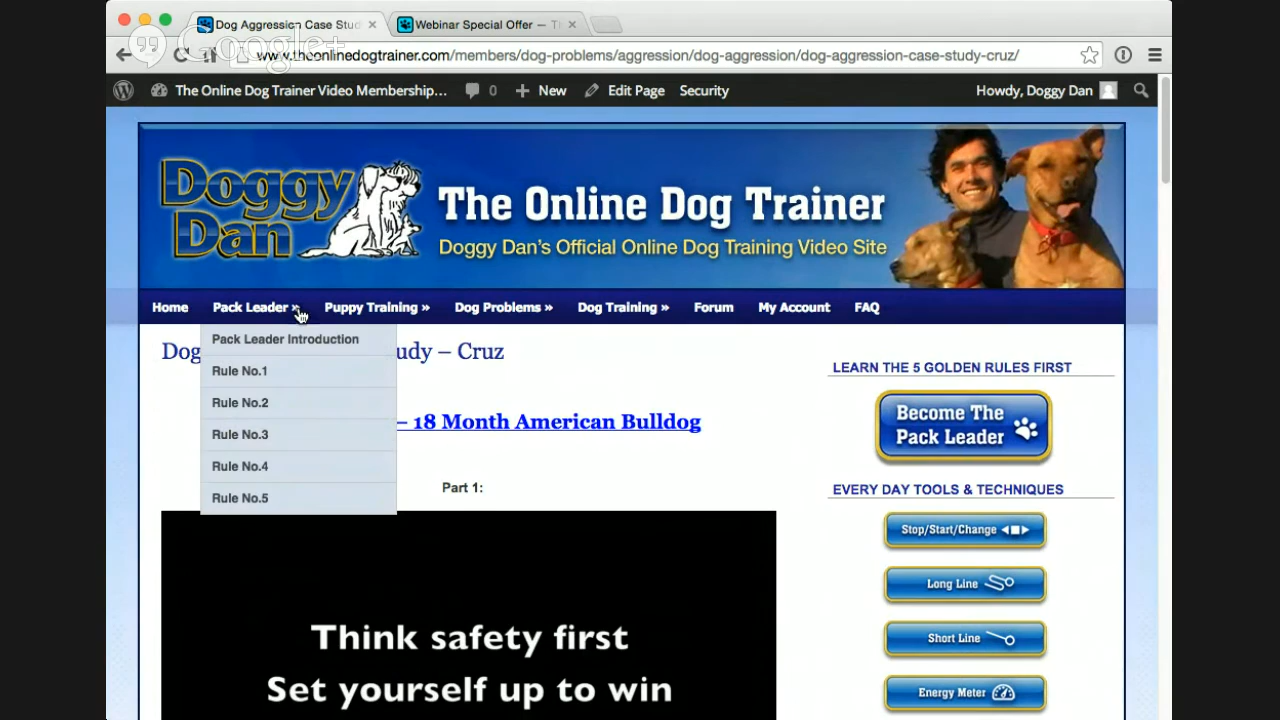 Dog Aggression Case Stud
Webinar Special Offer — Th
Google+
www.theonlinedogtrainer.com/members/dog-problems/aggression/dog-aggression/dog-aggression-case-study-cruz/
The Online Dog Trainer Video Membership... 0 New Edit Page Security Howdy, Doggy Dan
Doggy Dan
The Online Dog Trainer
Doggy Dan's Official Online Dog Training Video Site
Home Pack Leader » Puppy Training » Dog Problems » Dog Training » Forum My Account FAQ
Pack Leader Introduction
Rule No.1
Rule No.2
Rule No.3
Rule No.4
Rule No.5
Dog udy – Cruz
– 18 Month American Bulldog
Part 1:
Think safety first
Set yourself up to win
LEARN THE 5 GOLDEN RULES FIRST
Become The
Pack Leader
EVERY DAY TOOLS & TECHNIQUES
Stop/Start/Change
Long Line
Short Line
Energy Meter